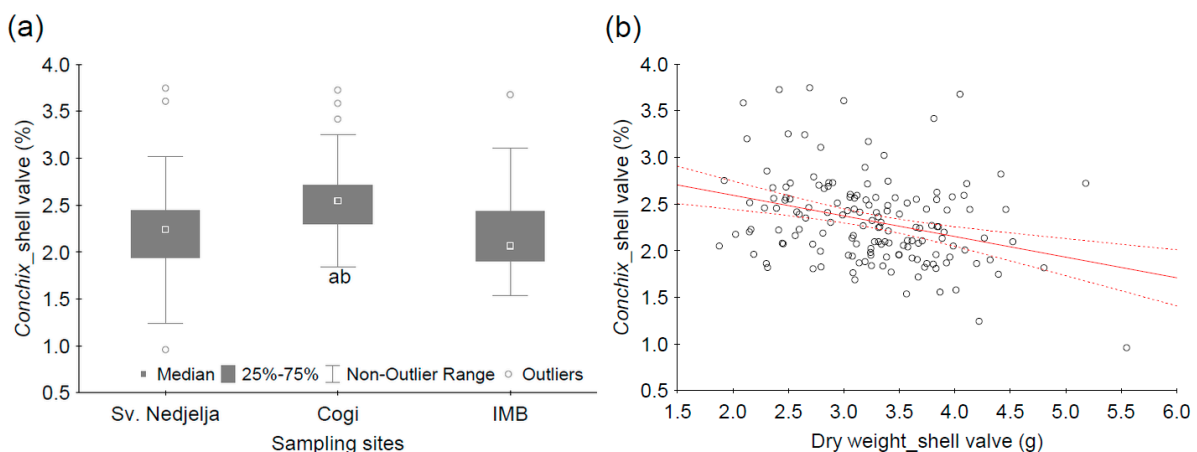 (a)
Conchix_shell valve (%)
4.0
3.5
3.0
2.5
2.0
1.5
1.0
0.5
ab
Median 25%-75% Non-Outlier Range Outliers
Sv. Nedjelja Cogi IMB
Sampling sites
(b)
Conchix_shell valve (%)
4.0
3.5
3.0
2.5
2.0
1.5
1.0
0.5
1.5 2.0 2.5 3.0 3.5 4.0 4.5 5.0 5.5 6.0
Dry weight_shell valve (g)